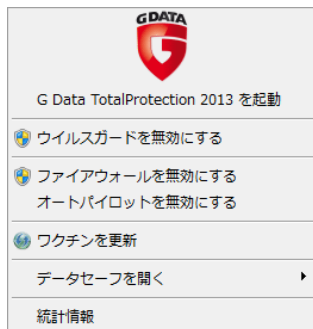 G DATA
G Data TotalProtection 2013 を起動
ウイルスガードを無効にする
ファイアウォールを無効にする
オートパイロットを無効にする
ワクチンを更新
データセーフを開く
統計情報